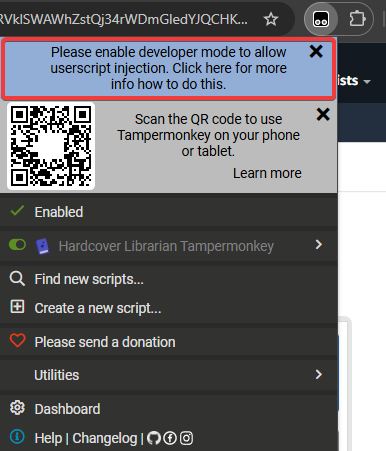 RVklSWAWhZstQj34rWDmGledYJQCHK...
Please enable developer mode to allow
userscript injection. Click here for more
info how to do this.
ists
Scan the QR code to use
Tampermonkey on your phone
or tablet.
Learn more
Enabled
Hardcover Librarian Tampermonkey
Find new scripts...
Create a new script...
Please send a donation
Utilities
Dashboard
Help | Changelog |